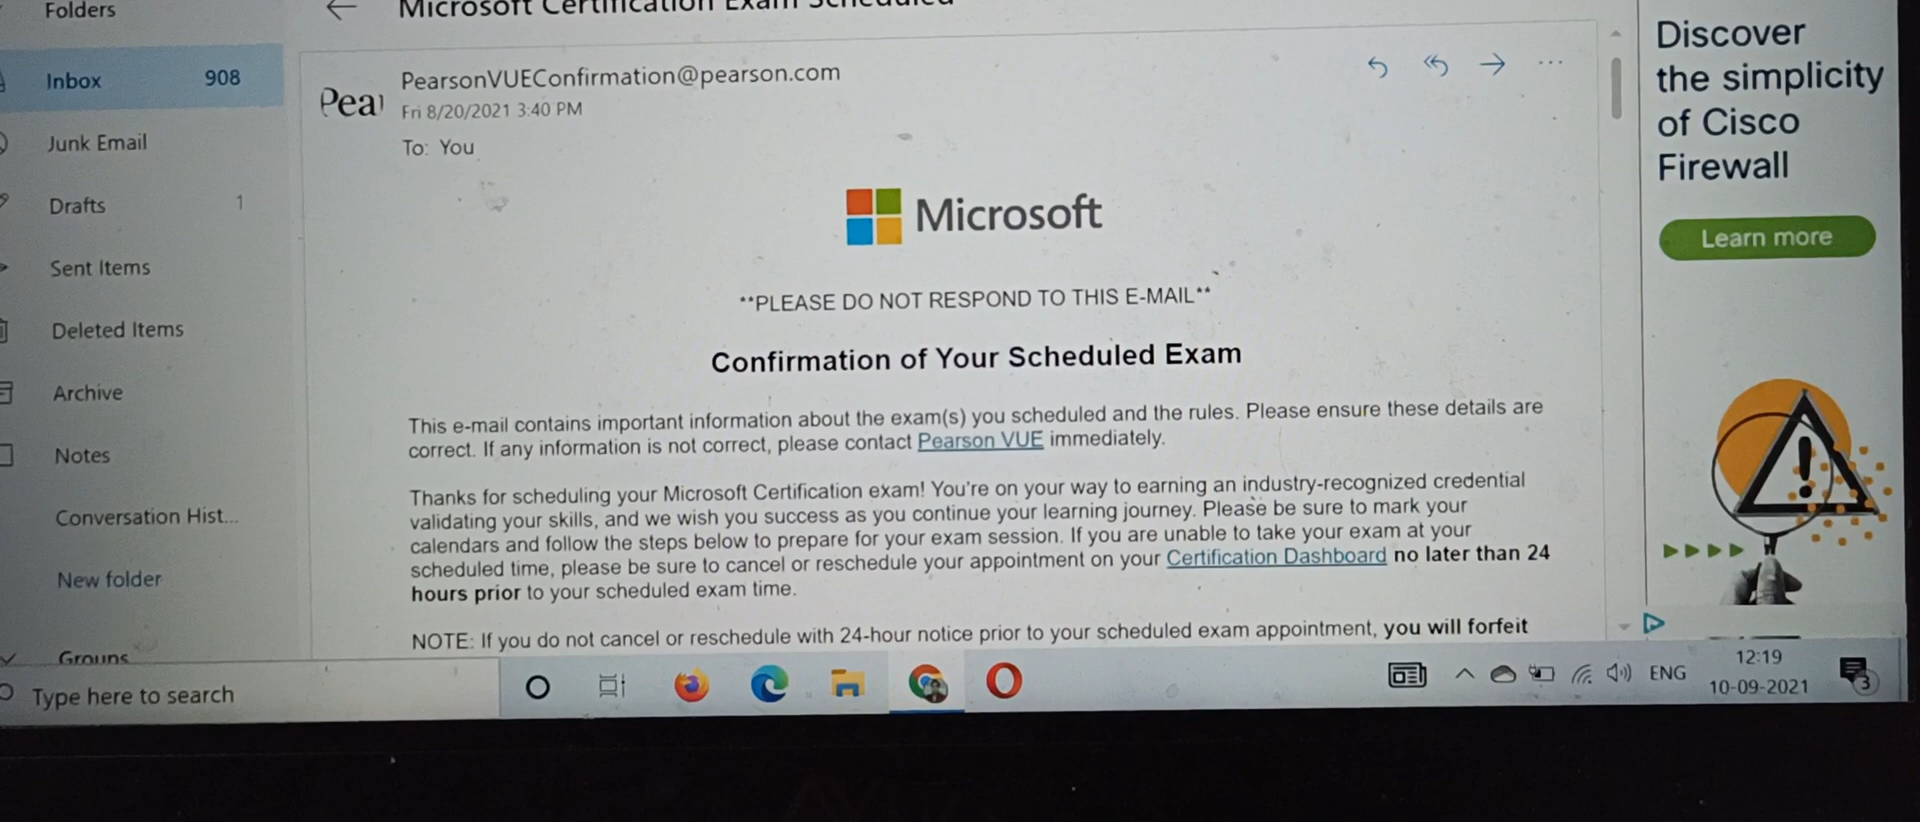 Folders
Microsoft Certification Exam Scheduled
Inbox 908
Junk Email
Drafts 1
Sent Items
Deleted Items
Archive
Notes
Conversation Hist...
New folder
Groups
Pear
PearsonVUEConfirmation@pearson.com
Fri 8/20/2021 3:40 PM
To: You
Microsoft
**PLEASE DO NOT RESPOND TO THIS E-MAIL**
Confirmation of Your Scheduled Exam
This e-mail contains important information about the exam(s) you scheduled and the rules. Please ensure these details are
correct. If any information is not correct, please contact Pearson VUE immediately.
Thanks for scheduling your Microsoft Certification exam! You're on your way to earning an industry-recognized credential
validating your skills, and we wish you success as you continue your learning journey. Please be sure to mark your
calendars and follow the steps below to prepare for your exam session. If you are unable to take your exam at your
scheduled time, please be sure to cancel or reschedule your appointment on your Certification Dashboard no later than 24
hours prior to your scheduled exam time.
NOTE: If you do not cancel or reschedule with 24-hour notice prior to your scheduled exam appointment, you will forfeit
Discover
the simplicity
of Cisco
Firewall
Learn more
Type here to search
ENG
12:19
10-09-2021
3